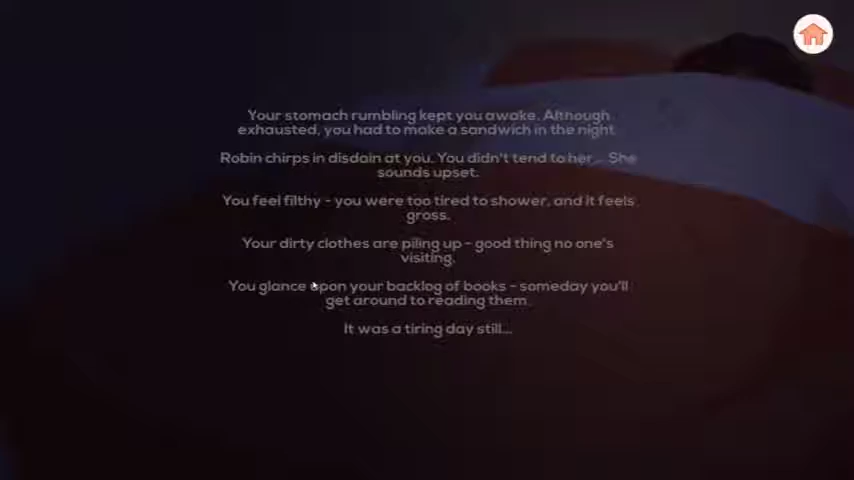 Your stomach rumbling kept you awake. Although
exhausted, you had to make a sandwich in the night
Robin chirps in disdain at you. You didn't tend to her... She
sounds upset.
You feel filthy - you were too tired to shower, and it feels
gross.
Your dirty clothes are piling up - good thing no one's
visiting.
You glance upon your backlog of books - someday you'll
get around to reading them.
It was a tiring day still...